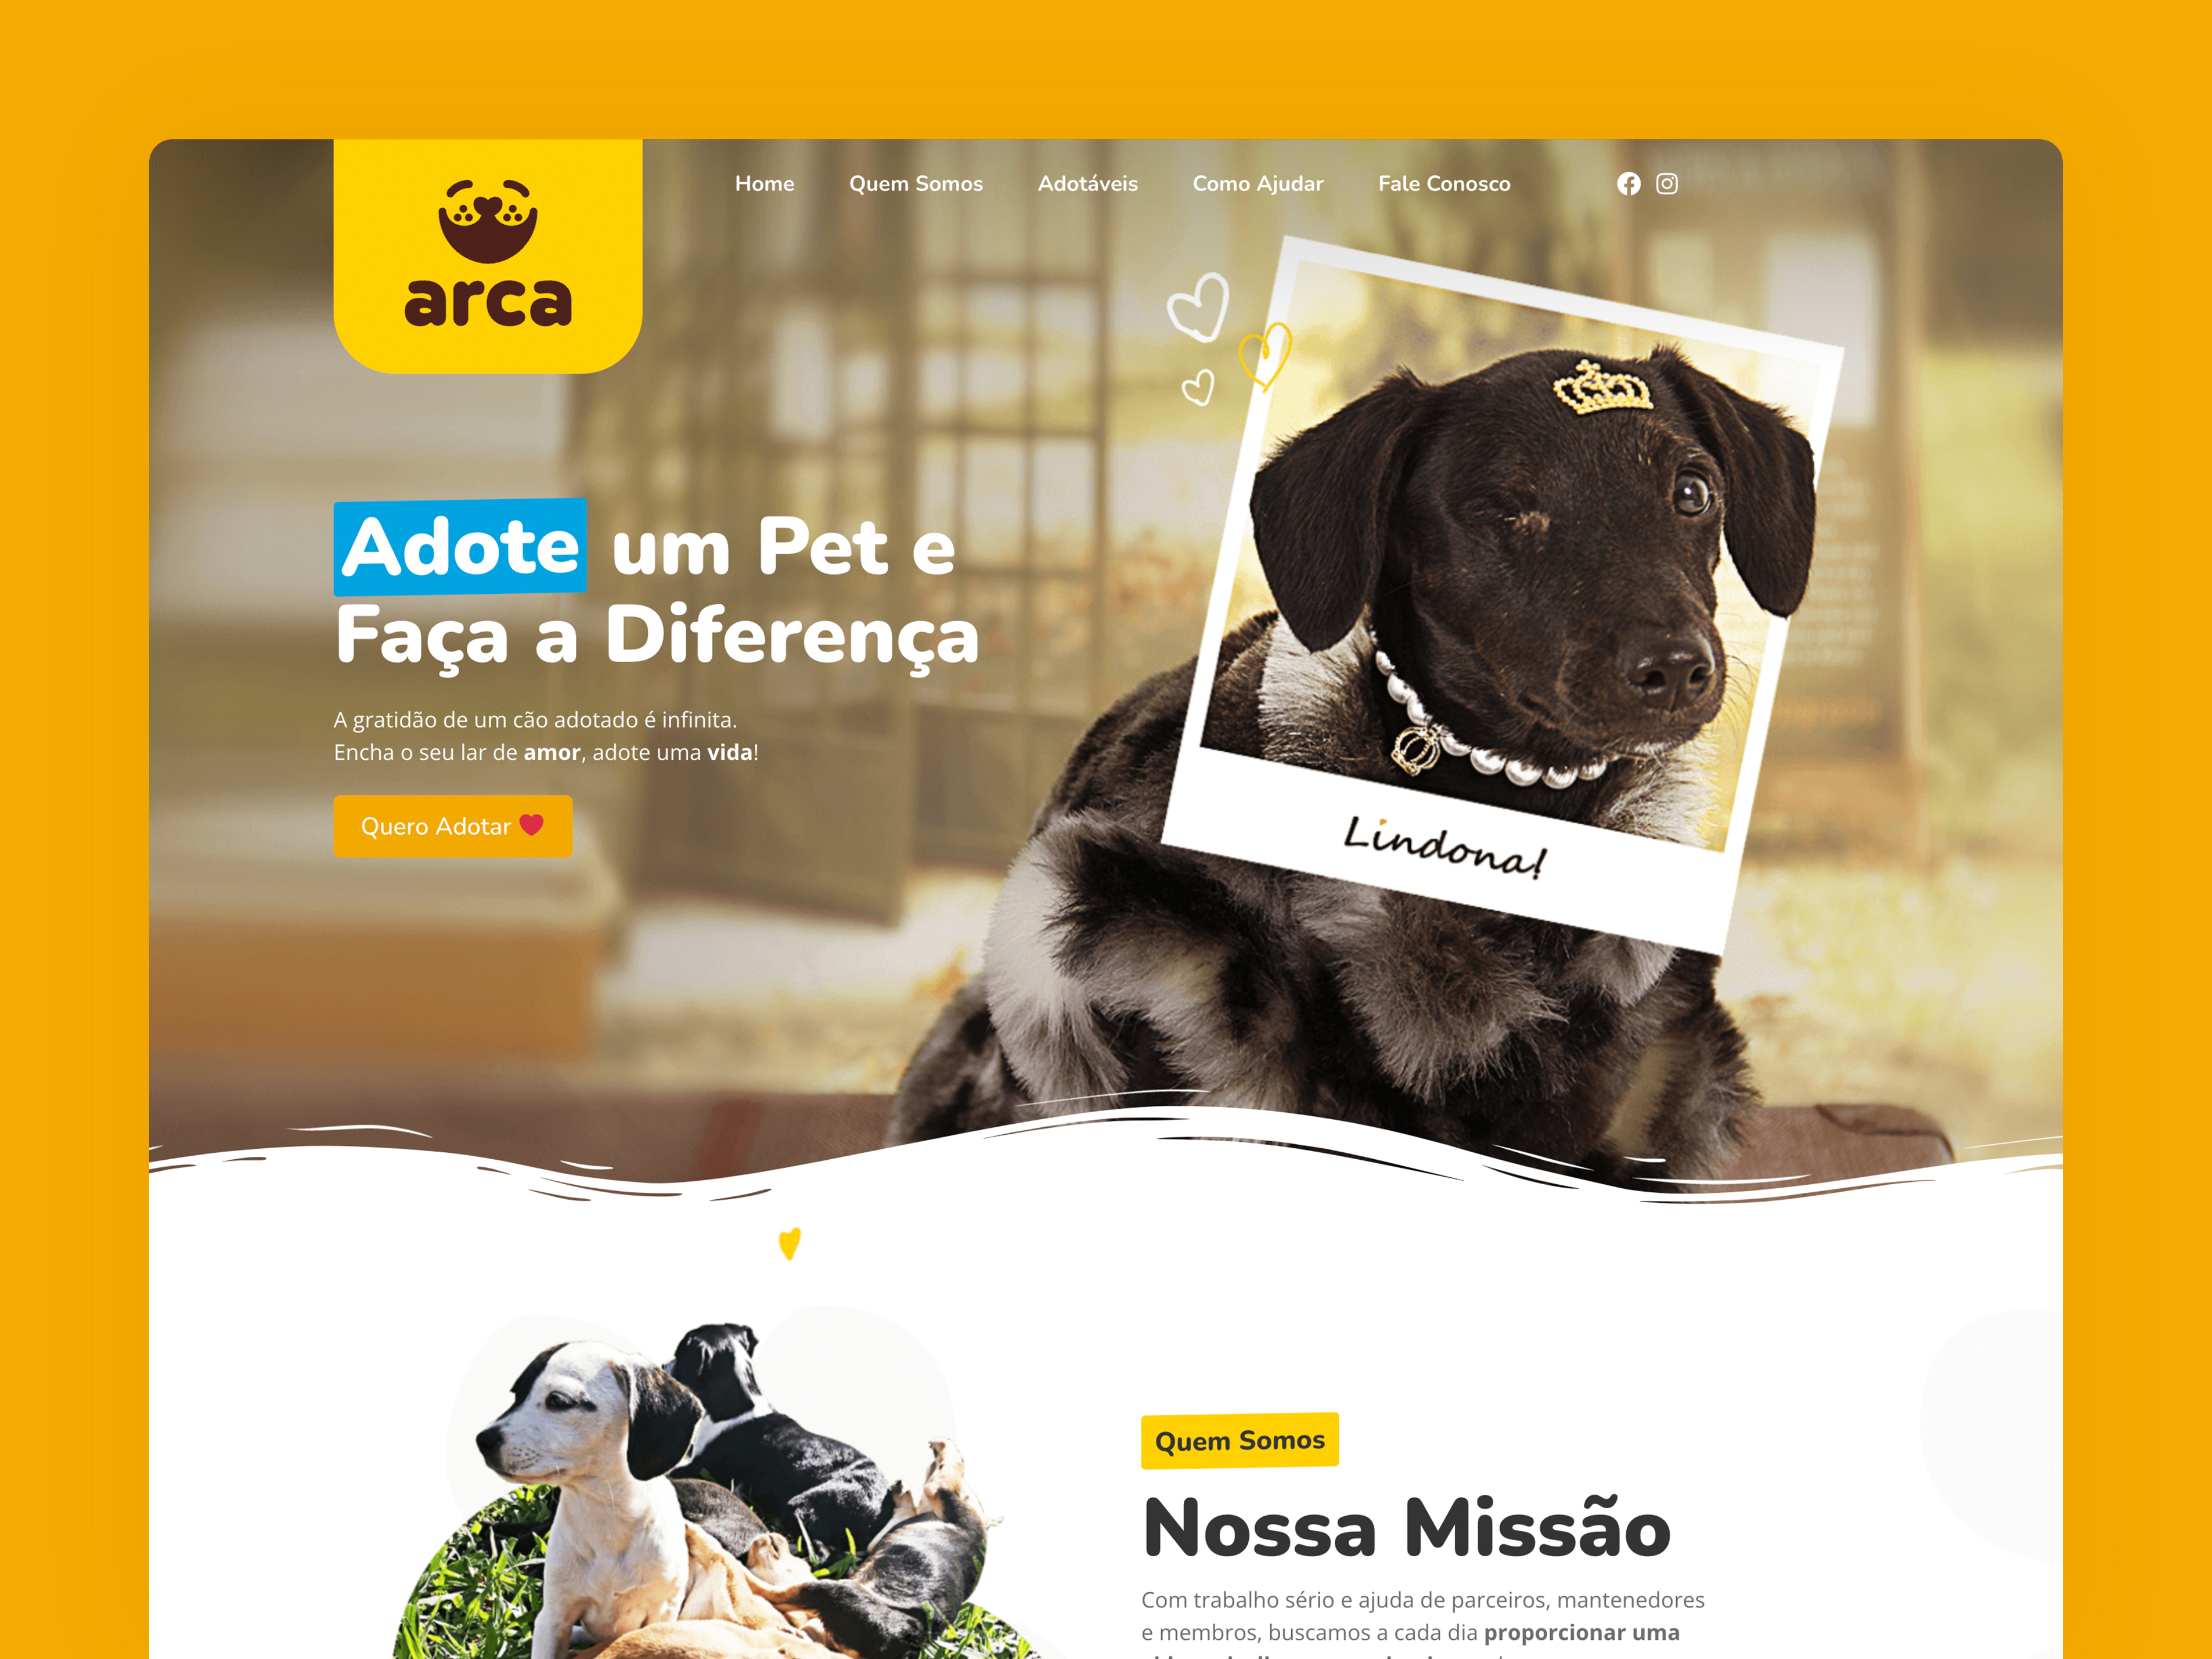 arca
Home
Quem Somos
Adotáveis
Como Ajudar
Fale Conosco
Adote um Pet e
Faça a Diferença
A gratidão de um cão adotado é infinita.
Encha o seu lar de amor, adote uma vida!
Quero Adotar
Lindona!
Quem Somos
Nossa Missão
Com trabalho sério e ajuda de parceiros, mantenedores
e membros, buscamos a cada dia proporcionar uma